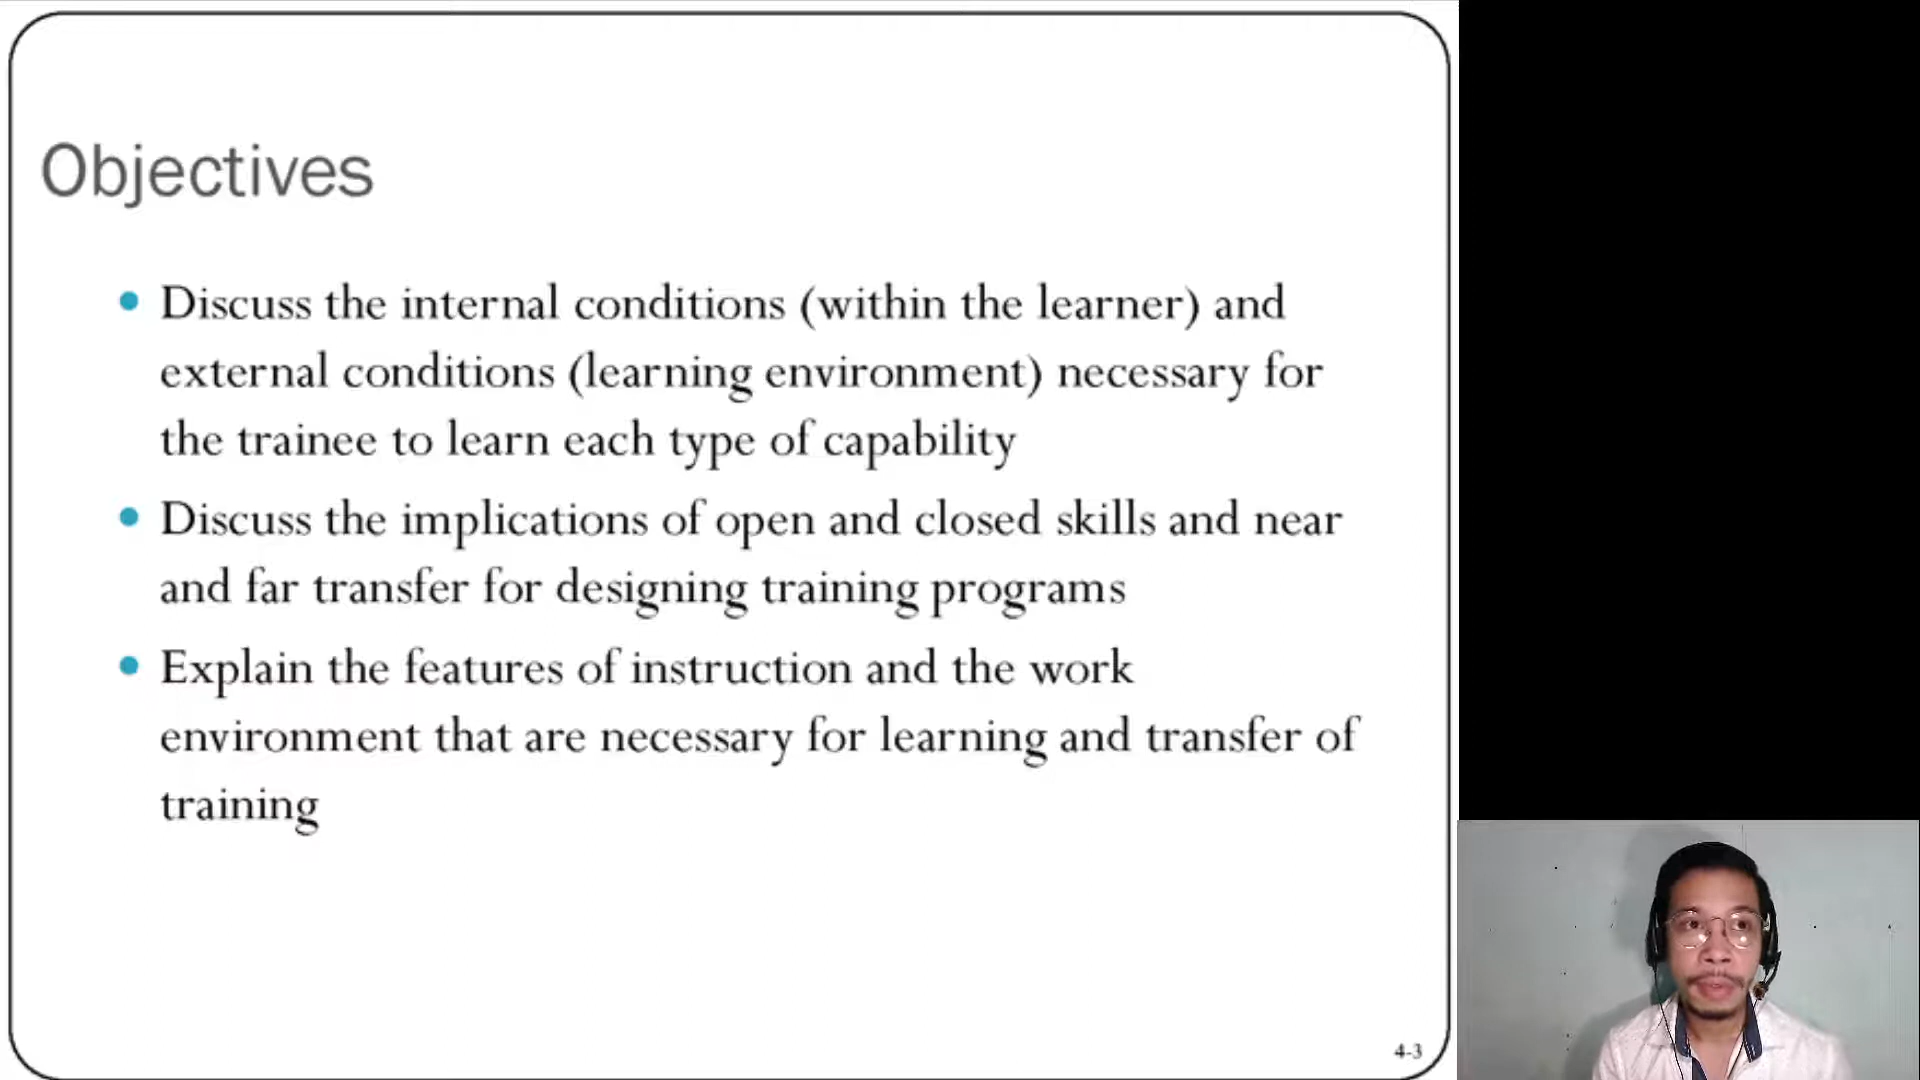 Objectives
Discuss the internal conditions (within the learner) and
external conditions (learning environment) necessary for
the trainee to learn each type of capability
Discuss the implications of open and closed skills and near
and far transfer for designing training programs
Explain the features of instruction and the work
environment that are necessary for learning and transfer of
training
4-3